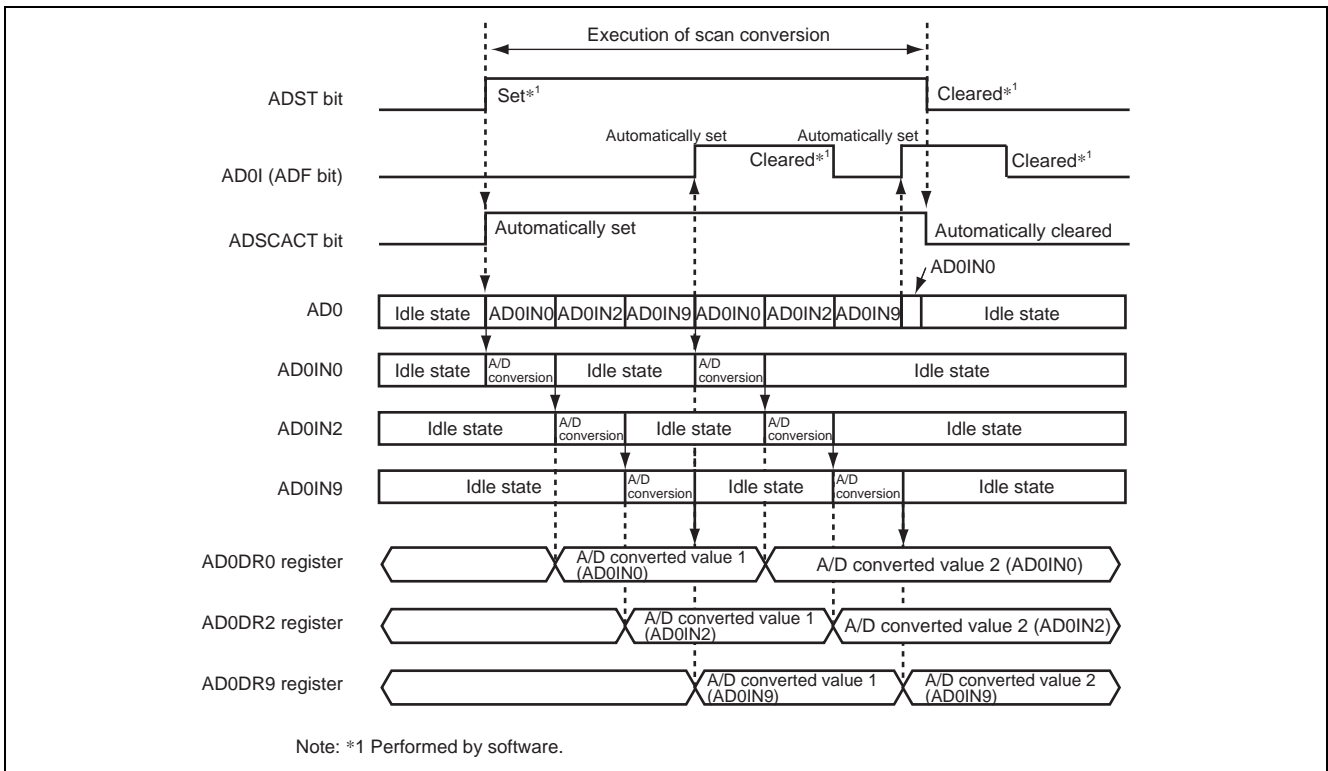 Execution of scan conversion
ADST bit
Set*1
Cleared*1
Automatically set
Automatically set
AD0I (ADF bit)
Cleared*1
Cleared*1
ADSCACT bit
Automatically set
Automatically cleared
AD0IN0
AD0
Idle state
AD0IN0
AD0IN2
AD0IN9
AD0IN0
AD0IN2
AD0IN9
Idle state
AD0IN0
Idle state
A/D
conversion
Idle state
A/D
conversion
Idle state
AD0IN2
Idle state
A/D
conversion
Idle state
A/D
conversion
Idle state
AD0IN9
Idle state
A/D
conversion
Idle state
A/D
conversion
Idle state
AD0DR0 register
A/D converted value 1
(AD0IN0)
A/D converted value 2 (AD0IN0)
AD0DR2 register
A/D converted value 1
(AD0IN2)
A/D converted value 2 (AD0IN2)
AD0DR9 register
A/D converted value 1
(AD0IN9)
A/D converted value 2
(AD0IN9)
Note: *1 Performed by software.